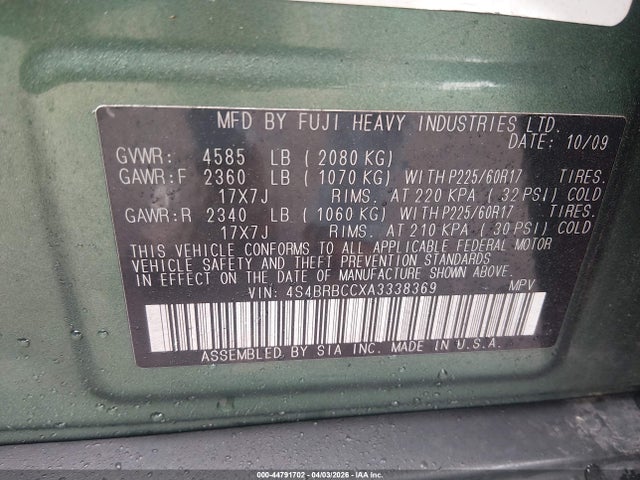 MFD BY FUJI HEAVY INDUSTRIES LTD.
DATE: 10/09
GVWR: 4585 LB ( 2080 KG)
GAWR:F 2360 LB ( 1070 KG) WITH P225/60R17 TIRES.
17X7J RIMS. AT 220 KPA ( 32 PSI) COLD
GAWR:R 2340 LB ( 1060 KG) WITH P225/60R17 TIRES.
17X7J RIMS. AT 210 KPA ( 30 PSI) COLD
THIS VEHICLE CONFORMS TO ALL APPLICABLE FEDERAL MOTOR
VEHICLE SAFETY AND THEFT PREVENTION STANDARDS
IN EFFECT ON THE DATE OF MANUFACTURE SHOWN ABOVE.
VIN: 4S4BRBCCXA3338369 MPV
ASSEMBLED BY SIA INC. MADE IN U.S.A.
000-44791702 - 04/03/2026 - IAAI.COM